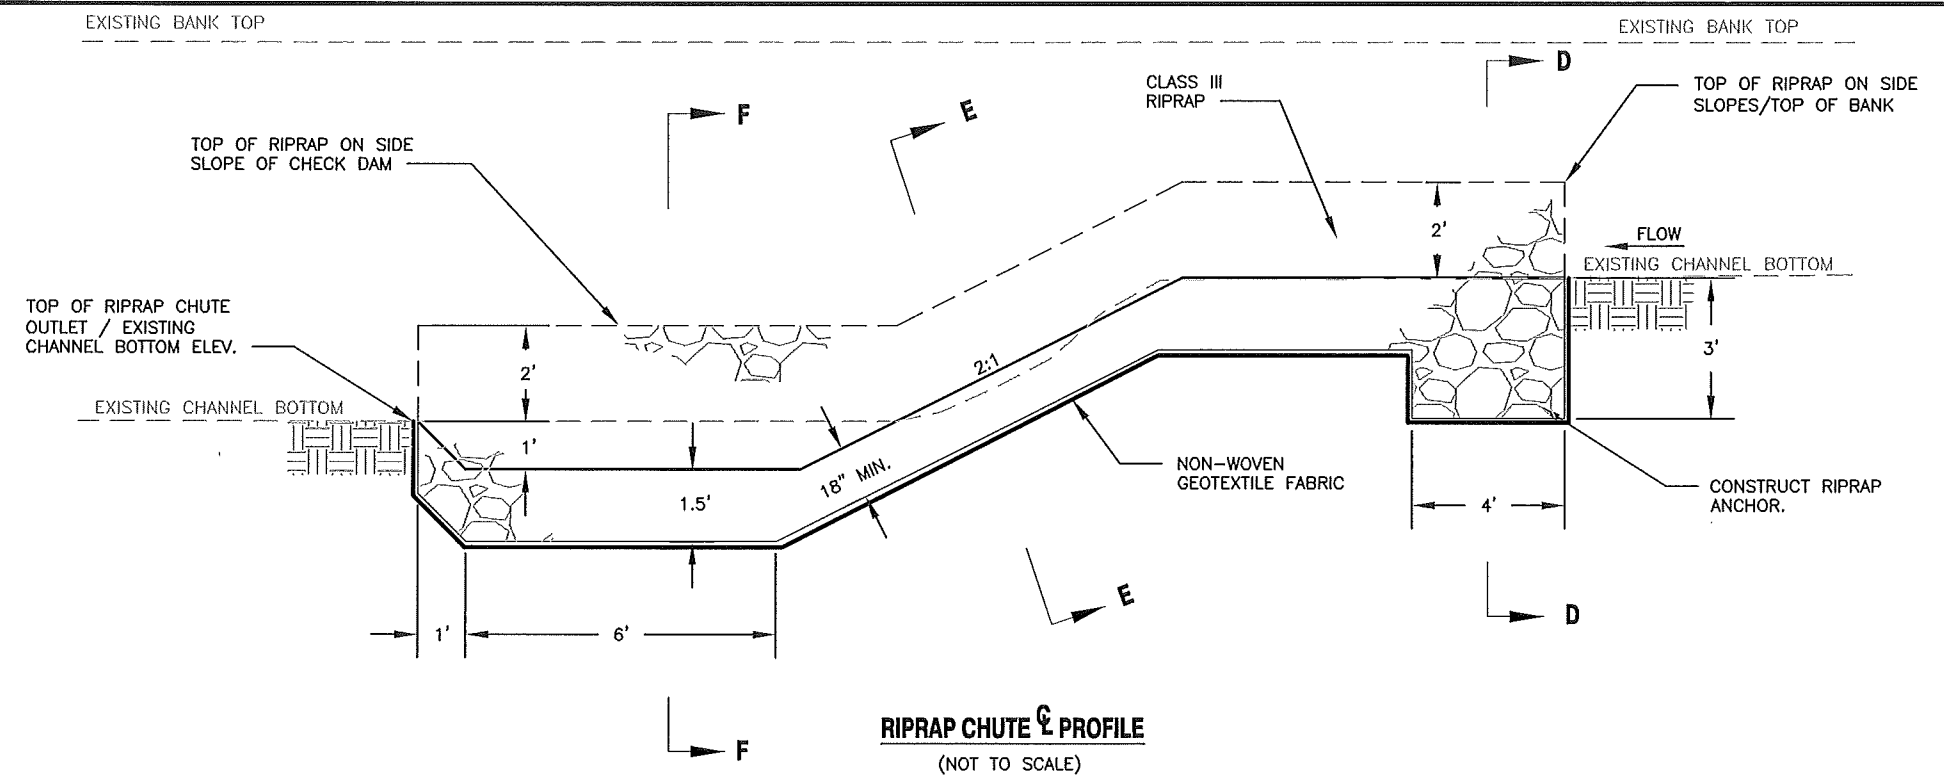 EXISTING BANK TOP
EXISTING BANK TOP
D
CLASS III
RIPRAP
TOP OF RIPRAP ON SIDE
SLOPES/TOP OF BANK
F
E
TOP OF RIPRAP ON SIDE
SLOPE OF CHECK DAM
2'
FLOW
EXISTING CHANNEL BOTTOM
TOP OF RIPRAP CHUTE
OUTLET / EXISTING
CHANNEL BOTTOM ELEV.
3'
2:1
2'
EXISTING CHANNEL BOTTOM
1'
18" MIN.
NON-WOVEN
GEOTEXTILE FABRIC
1.5'
4'
CONSTRUCT RIPRAP
ANCHOR.
E
D
1'
6'
RIPRAP CHUTE ℄ PROFILE
(NOT TO SCALE)
F